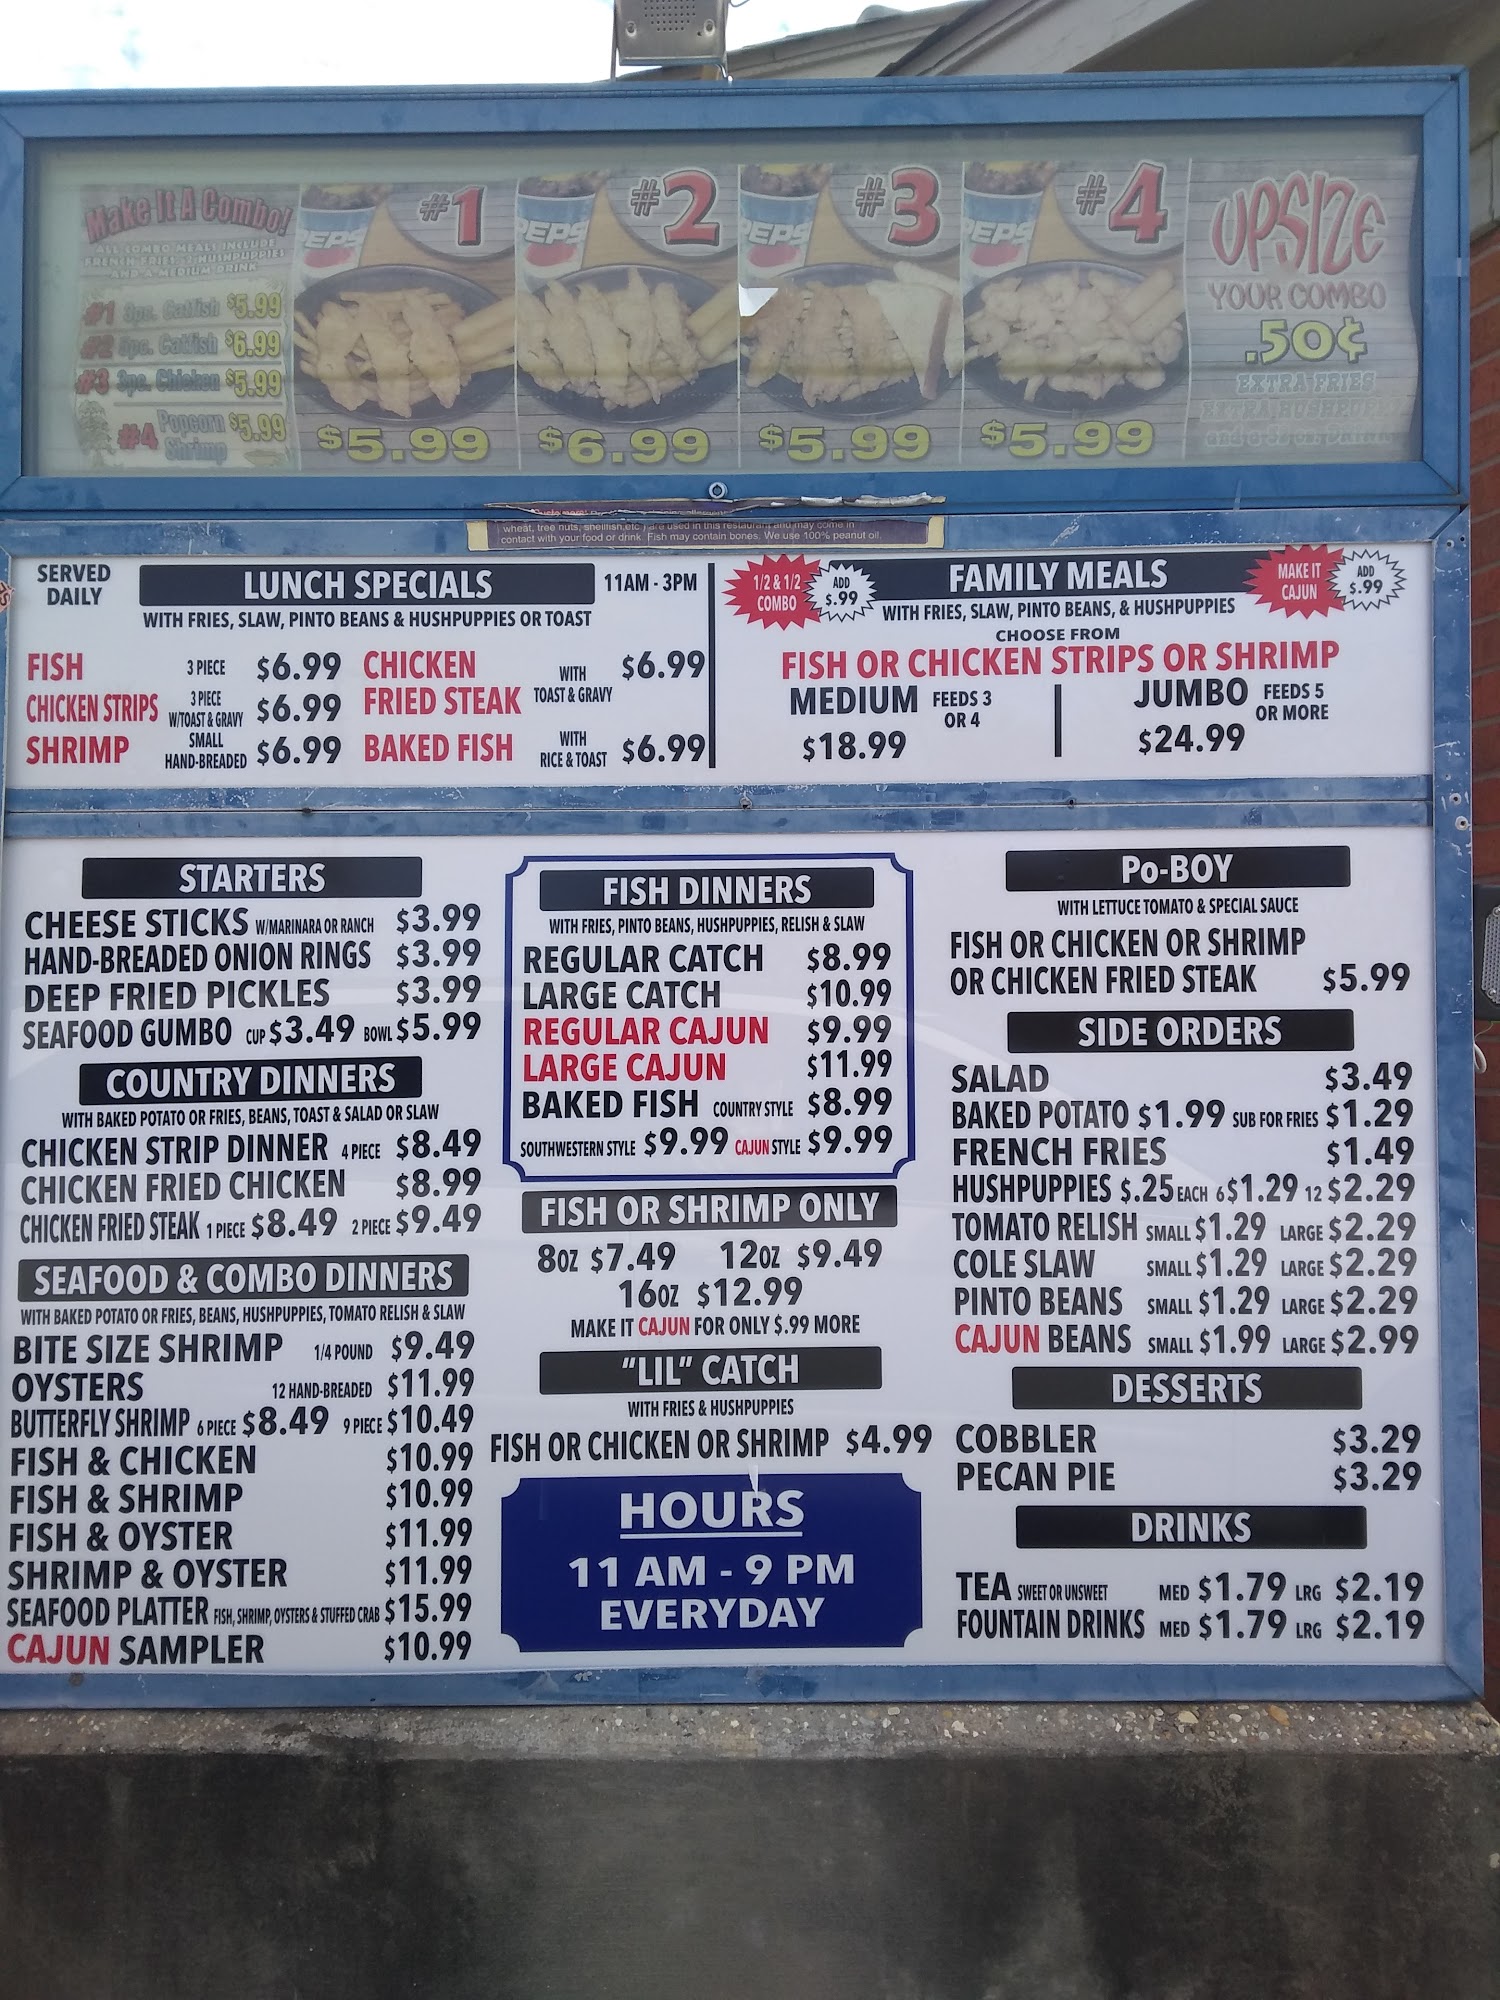 Make It A Combo!
ALL COMBO MEALS INCLUDE
FRENCH FRIES, 2 HUSHPUPPIES
AND A MEDIUM DRINK
#1 3pc. Catfish $5.99
#2 5pc. Catfish $6.99
#3 3pc. Chicken $5.99
#4 Popcorn Shrimp $5.99
PEPS #1
$5.99
PEPS #2
$6.99
PEPS #3
$5.99
PEPS #4
$5.99
UPSIZE
YOUR COMBO
.50¢
EXTRA FRIES
EXTRA HUSHPUPP
and a 32 oz. DRINK
wheat, tree nuts, shellfish,etc.) are used in this restaurant and may come in
contact with your food or drink. Fish may contain bones. We use 100% peanut oil.
SERVED
DAILY
LUNCH SPECIALS
11AM - 3PM
WITH FRIES, SLAW, PINTO BEANS & HUSHPUPPIES OR TOAST
FISH 3 PIECE $6.99
CHICKEN STRIPS 3 PIECE W/TOAST & GRAVY $6.99
SHRIMP SMALL HAND-BREADED $6.99
CHICKEN
FRIED STEAK WITH TOAST & GRAVY $6.99
BAKED FISH WITH RICE & TOAST $6.99
1/2 & 1/2
COMBO
ADD
$.99
FAMILY MEALS
MAKE IT
CAJUN
ADD
$.99
WITH FRIES, SLAW, PINTO BEANS, & HUSHPUPPIES
CHOOSE FROM
FISH OR CHICKEN STRIPS OR SHRIMP
MEDIUM FEEDS 3 OR 4
$18.99
JUMBO FEEDS 5 OR MORE
$24.99
STARTERS
CHEESE STICKS W/MARINARA OR RANCH $3.99
HAND-BREADED ONION RINGS $3.99
DEEP FRIED PICKLES $3.99
SEAFOOD GUMBO CUP $3.49 BOWL $5.99
COUNTRY DINNERS
WITH BAKED POTATO OR FRIES, BEANS, TOAST & SALAD OR SLAW
CHICKEN STRIP DINNER 4 PIECE $8.49
CHICKEN FRIED CHICKEN $8.99
CHICKEN FRIED STEAK 1 PIECE $8.49 2 PIECE $9.49
SEAFOOD & COMBO DINNERS
WITH BAKED POTATO OR FRIES, BEANS, HUSHPUPPIES, TOMATO RELISH & SLAW
BITE SIZE SHRIMP 1/4 POUND $9.49
OYSTERS 12 HAND-BREADED $11.99
BUTTERFLY SHRIMP 6 PIECE $8.49 9 PIECE $10.49
FISH & CHICKEN $10.99
FISH & SHRIMP $10.99
FISH & OYSTER $11.99
SHRIMP & OYSTER $11.99
SEAFOOD PLATTER FISH, SHRIMP, OYSTERS & STUFFED CRAB $15.99
CAJUN SAMPLER $10.99
FISH DINNERS
WITH FRIES, PINTO BEANS, HUSHPUPPIES, RELISH & SLAW
REGULAR CATCH $8.99
LARGE CATCH $10.99
REGULAR CAJUN $9.99
LARGE CAJUN $11.99
BAKED FISH COUNTRY STYLE $8.99
SOUTHWESTERN STYLE $9.99 CAJUN STYLE $9.99
FISH OR SHRIMP ONLY
8OZ $7.49 12OZ $9.49
16OZ $12.99
MAKE IT CAJUN FOR ONLY $.99 MORE
"LIL" CATCH
WITH FRIES & HUSHPUPPIES
FISH OR CHICKEN OR SHRIMP $4.99
HOURS
11 AM - 9 PM
EVERYDAY
Po-BOY
WITH LETTUCE TOMATO & SPECIAL SAUCE
FISH OR CHICKEN OR SHRIMP
OR CHICKEN FRIED STEAK $5.99
SIDE ORDERS
SALAD $3.49
BAKED POTATO $1.99 SUB FOR FRIES $1.29
FRENCH FRIES $1.49
HUSHPUPPIES $.25 EACH 6 $1.29 12 $2.29
TOMATO RELISH SMALL $1.29 LARGE $2.29
COLE SLAW SMALL $1.29 LARGE $2.29
PINTO BEANS SMALL $1.29 LARGE $2.29
CAJUN BEANS SMALL $1.99 LARGE $2.99
DESSERTS
COBBLER $3.29
PECAN PIE $3.29
DRINKS
TEA SWEET OR UNSWEET MED $1.79 LRG $2.19
FOUNTAIN DRINKS MED $1.79 LRG $2.19